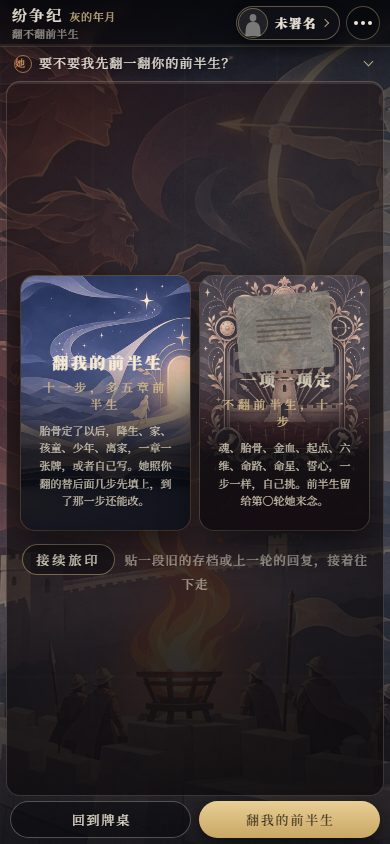 纷争纪 灰的年月
翻不翻前半生
未署名
她 要不要我先翻一翻你的前半生？
翻我的前半生
十一步，多五章前
半生
胎骨定了以后，降生、家、
孩童、少年、离家，一章一
张牌，或者自己写。她照你
翻的替后面几步先填上，到
了那一步还能改。
一项一项定
不翻前半生，十一
步
魂、胎骨、金血、起点、六
维、命路、命星、誓心，一
步一样，自己挑。前半生留
给第〇轮她来念。
接续旅印 贴一段旧的存档或上一轮的回复，接着往
下走
回到牌桌
翻我的前半生